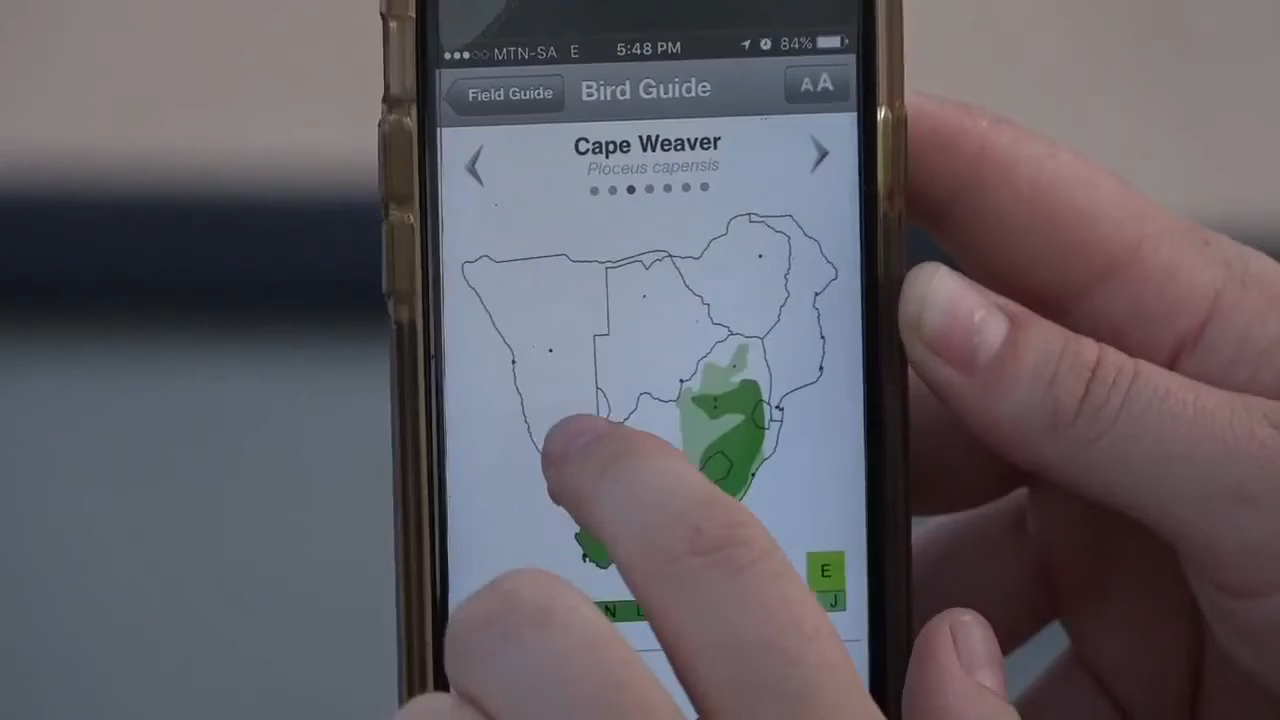 MTN-SA E 5:48 PM 84%
Field Guide Bird Guide AA
Cape Weaver
Ploceus capensis
E
N
J